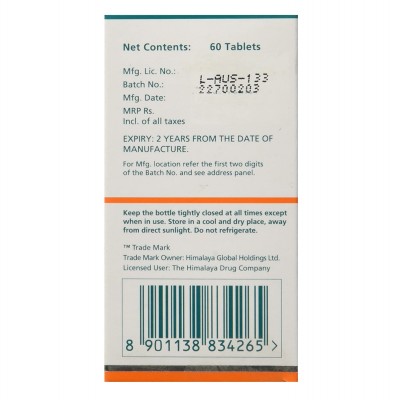 Net Contents: 60 Tablets
Mfg. Lic. No.: L-AUS-133
Batch No.: 22700203
Mfg. Date:
MRP Rs.
Incl. of all taxes
EXPIRY: 2 YEARS FROM THE DATE OF
MANUFACTURE.
For Mfg. location refer the first two digits
of the Batch No. and see address panel.
Keep the bottle tightly closed at all times except
when in use. Store in a cool and dry place, away
from direct sunlight. Do not refrigerate.
™ Trade Mark
Trade Mark Owner: Himalaya Global Holdings Ltd.
Licensed User: The Himalaya Drug Company
8 901138 834265 >